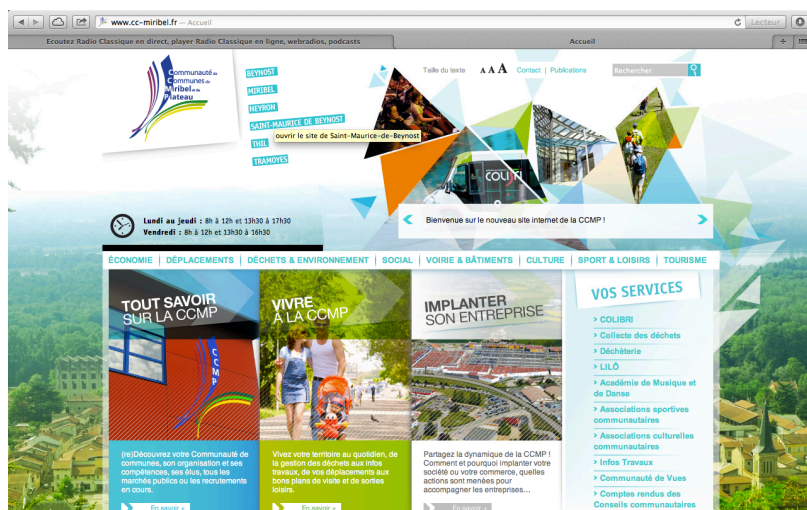 www.cc-miribel.fr — Accueil
Lecteur
Ecoutez Radio Classique en direct, player Radio Classique en ligne, webradios, podcasts
Accueil
Communauté de
Communes de
Miribel et du
Plateau
BEYNOST
MIRIBEL
NEYRON
SAINT-MAURICE DE BEYNOST
ouvrir le site de Saint-Maurice-de-Beynost
THIL
TRAMOYES
Taille du texte A A A Contact | Publications
Rechercher
COLIBRI
Lundi au jeudi : 8h à 12h et 13h30 à 17h30
Vendredi : 8h à 12h et 13h30 à 16h30
Bienvenue sur le nouveau site internet de la CCMP !
ÉCONOMIE | DÉPLACEMENTS | DÉCHETS & ENVIRONNEMENT | SOCIAL | VOIRIE & BÂTIMENTS | CULTURE | SPORT & LOISIRS | TOURISME
TOUT SAVOIR
SUR LA CCMP
CCMP
(re)Découvrez votre Communauté de
communes, son organisation et ses
compétences, ses élus, tous les
marchés publics ou les recrutements
en cours.
En savoir +
VIVRE
À LA CCMP
Vivez votre territoire au quotidien, de
la gestion des déchets aux infos
travaux, de vos déplacements aux
bons plans de visite et de sorties
loisirs.
En savoir +
IMPLANTER
SON ENTREPRISE
Partagez la dynamique de la CCMP !
Comment et pourquoi implanter votre
société ou votre commerce, quelles
actions sont menées pour
accompagner les entreprises...
En savoir +
VOS SERVICES
> COLIBRI
> Collecte des déchets
> Déchèterie
> LILÔ
> Académie de Musique et
de Danse
> Associations sportives
communautaires
> Associations culturelles
communautaires
> Infos Travaux
> Communauté de Vues
> Comptes rendus des
Conseils communautaires